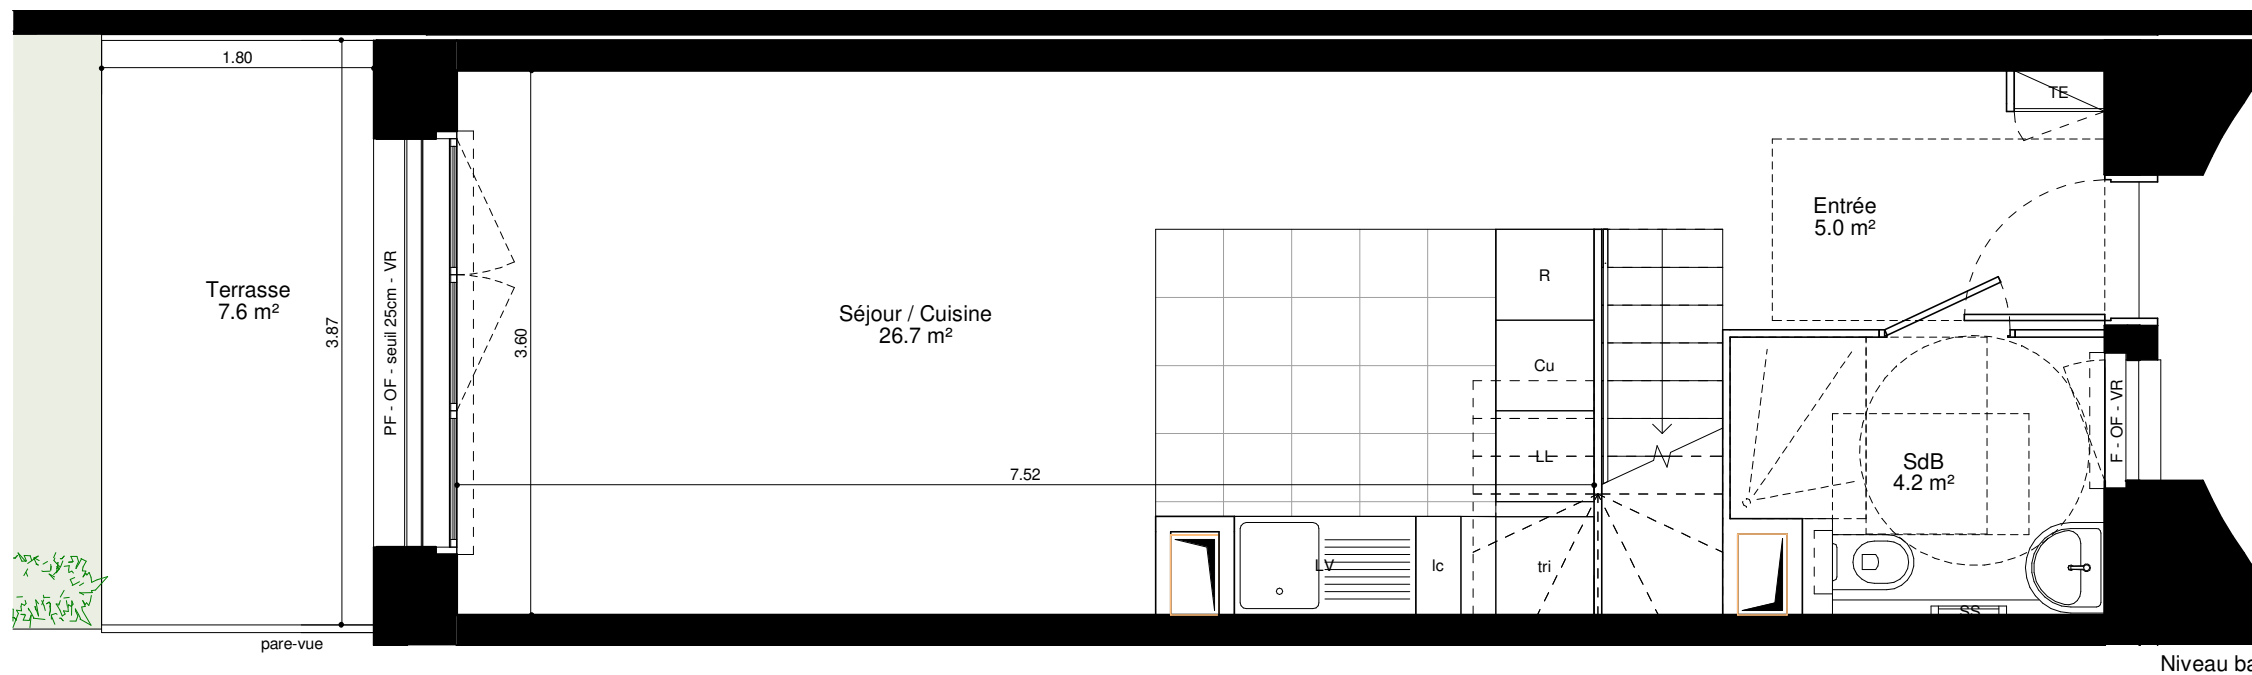 1.80
TE
Entrée
5.0 m²
PF - OF - seuil 25cm - VR
Terrasse
7.6 m²
3.87
3.60
Séjour / Cuisine
26.7 m²
R
Cu
LL
7.52
SdB
4.2 m²
F - OF - VR
LV
lc
tri
SS
pare-vue
Niveau ba